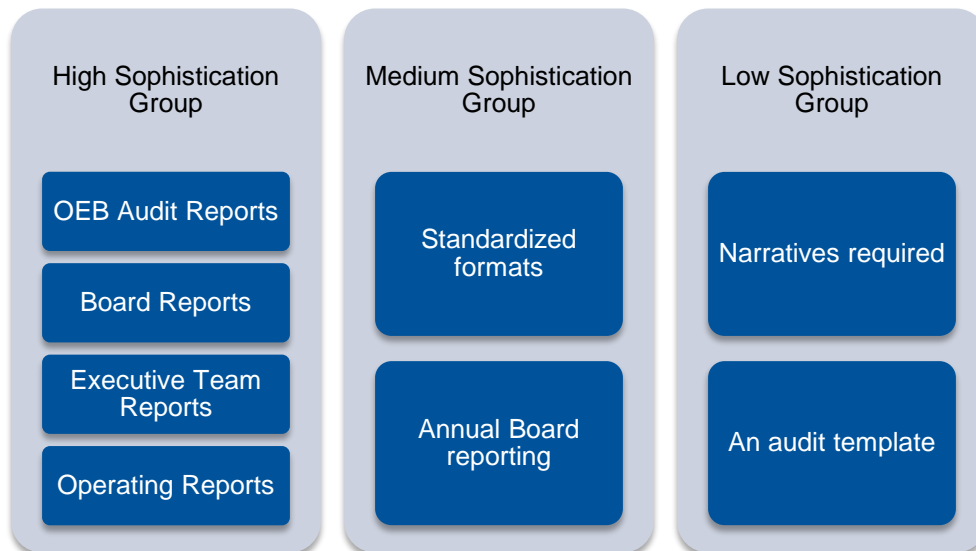 High Sophistication
Group
OEB Audit Reports
Board Reports
Executive Team
Reports
Operating Reports
Medium Sophistication
Group
Standardized
formats
Annual Board
reporting
Low Sophistication
Group
Narratives required
An audit template